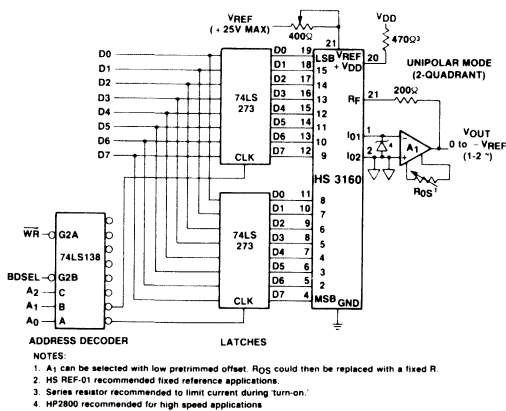 VREF
(+25V MAX)
400Ω
VDD
470Ω³
21
VREF
+ VDD
20
D0
D1
D2
D3
D4
D5
D6
D7
74LS
273
CLK
D0 19 LSB
D1 18 15
D2 17 14
D3 16 13
D4 15 12
D5 14 11
D6 13 10
D7 12 9
HS 3160
UNIPOLAR MODE
(2-QUADRANT)
RF 21
200Ω
IO1 1
IO2 2
4
A1
VOUT
0 to − VREF
(1-2 ~)
ROS¹
74LS
273
CLK
D0 11 8
D1 10 7
D2 9 6
D3 8 5
D4 7 4
D5 6 3
D6 5 2
D7 4 MSB
GND
WR
G2A
74LS138
BDSEL
G2B
A2 C
A1 B
A0 A
ADDRESS DECODER
LATCHES
NOTES:
1. A1 can be selected with low pretrimmed offset. ROS could then be replaced with a fixed R.
2. HS REF-01 recommended fixed reference applications.
3. Series resistor recommended to limit current during 'turn-on.'
4. HP2800 recommended for high speed applications